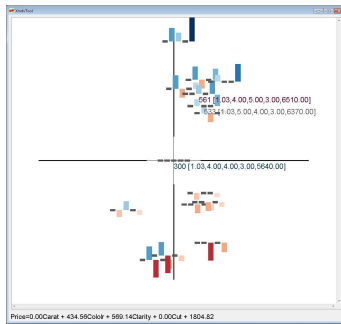 561 [1.03,4.00,5.00,3.00,6510.00]
533 [1.03,5.00,4.00,3.00,6370.00]
300 [1.03,4.00,4.00,3.00,5640.00]
Price=0.00Carat + 434.56Cololr + 569.14Clarity + 0.00Cut + 1804.82